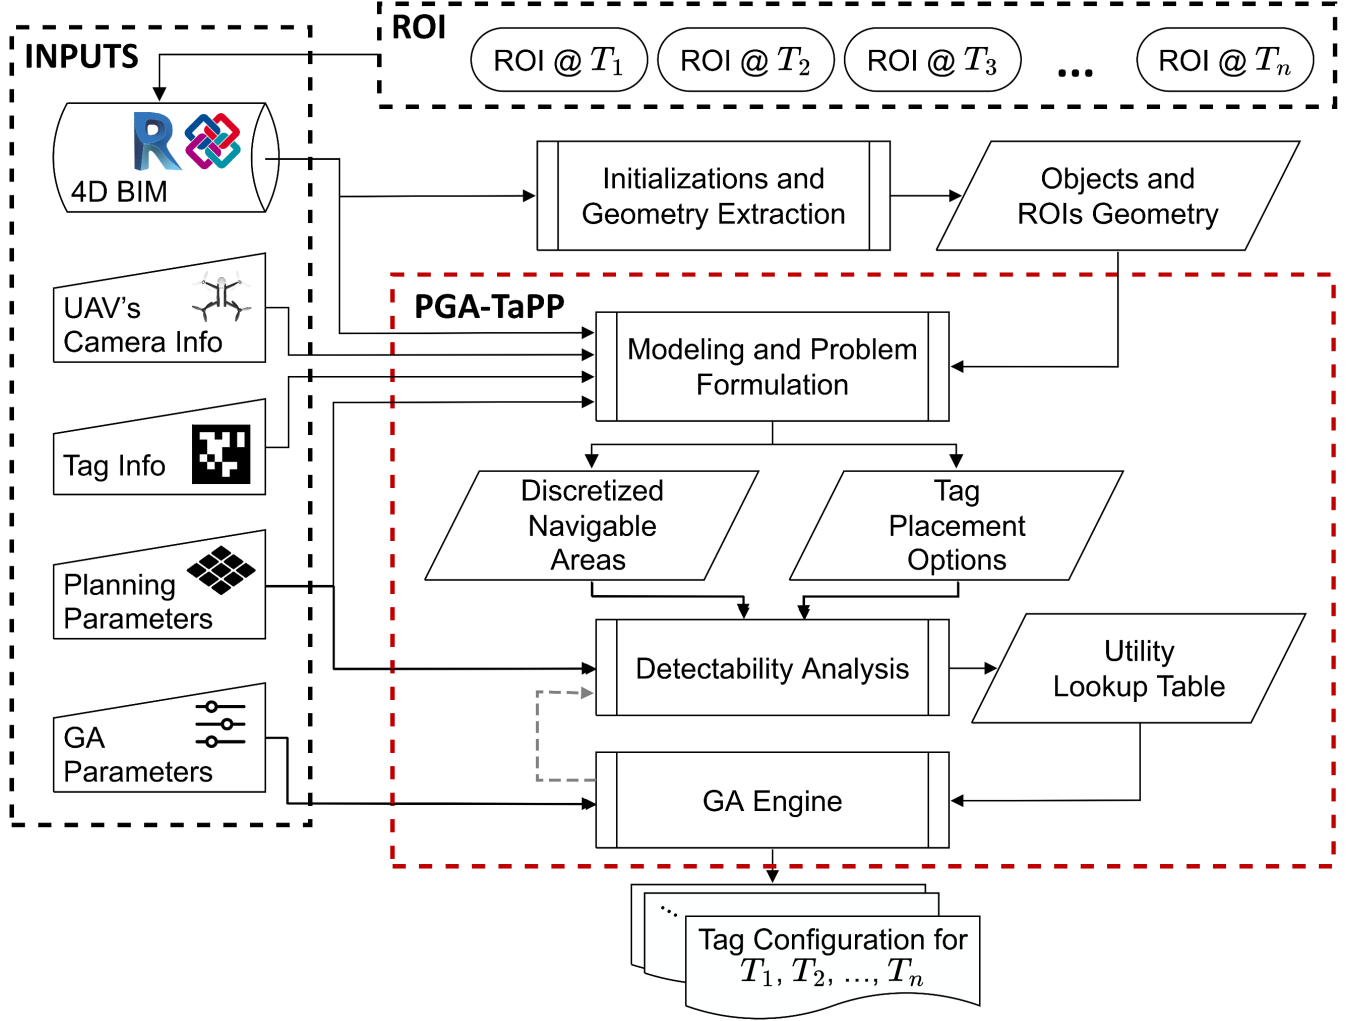 ROI
INPUTS
ROI @ T1
ROI @ T2
ROI @ T3
...
ROI @ Tn
4D BIM
Initializations and
Geometry Extraction
Objects and
ROIs Geometry
UAV's
Camera Info
PGA-TaPP
Modeling and Problem
Formulation
Tag Info
Discretized
Navigable
Areas
Tag
Placement
Options
Planning
Parameters
Detectability Analysis
Utility
Lookup Table
GA
Parameters
GA Engine
...
Tag Configuration for
T1, T2, ..., Tn